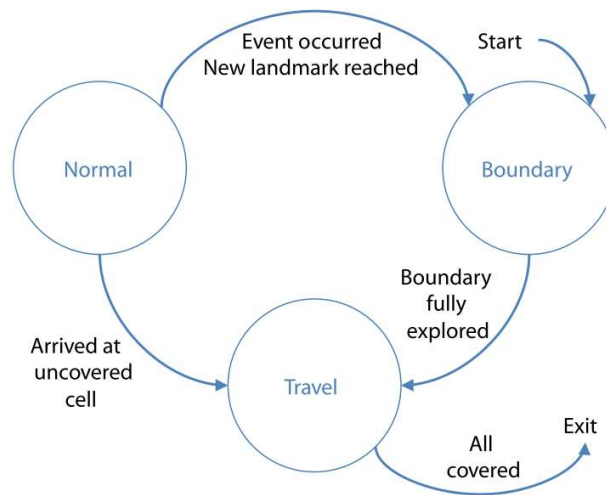 Event occurred
New landmark reached
Start
Normal
Boundary
Boundary
fully
explored
Arrived at
uncovered
cell
Travel
All
covered
Exit